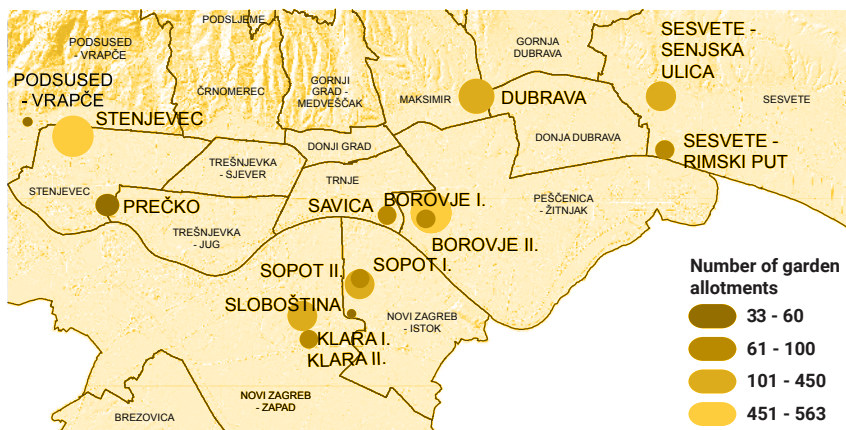 PODSLJEME
PODSUSED
- VRAPČE
PODSUSED
- VRAPČE
STENJEVEC
ČRNOMEREC
GORNJI
GRAD -
MEDVEŠČAK
MAKSIMIR
GORNJA
DUBRAVA
DUBRAVA
SESVETE -
SENJSKA
ULICA
SESVETE
DONJA DUBRAVA
SESVETE -
RIMSKI PUT
DONJI GRAD
TREŠNJEVKA
- SJEVER
TRNJE
STENJEVEC
PREČKO
SAVICA
BOROVJE I.
PEŠČENICA
- ŽITNJAK
TREŠNJEVKA
- JUG
BOROVJE II.
SOPOT II.
SOPOT I.
SLOBOŠTINA
NOVI ZAGREB
- ISTOK
KLARA I.
KLARA II.
NOVI ZAGREB
- ZAPAD
BREZOVICA
Number of garden
allotments
33 - 60
61 - 100
101 - 450
451 - 563